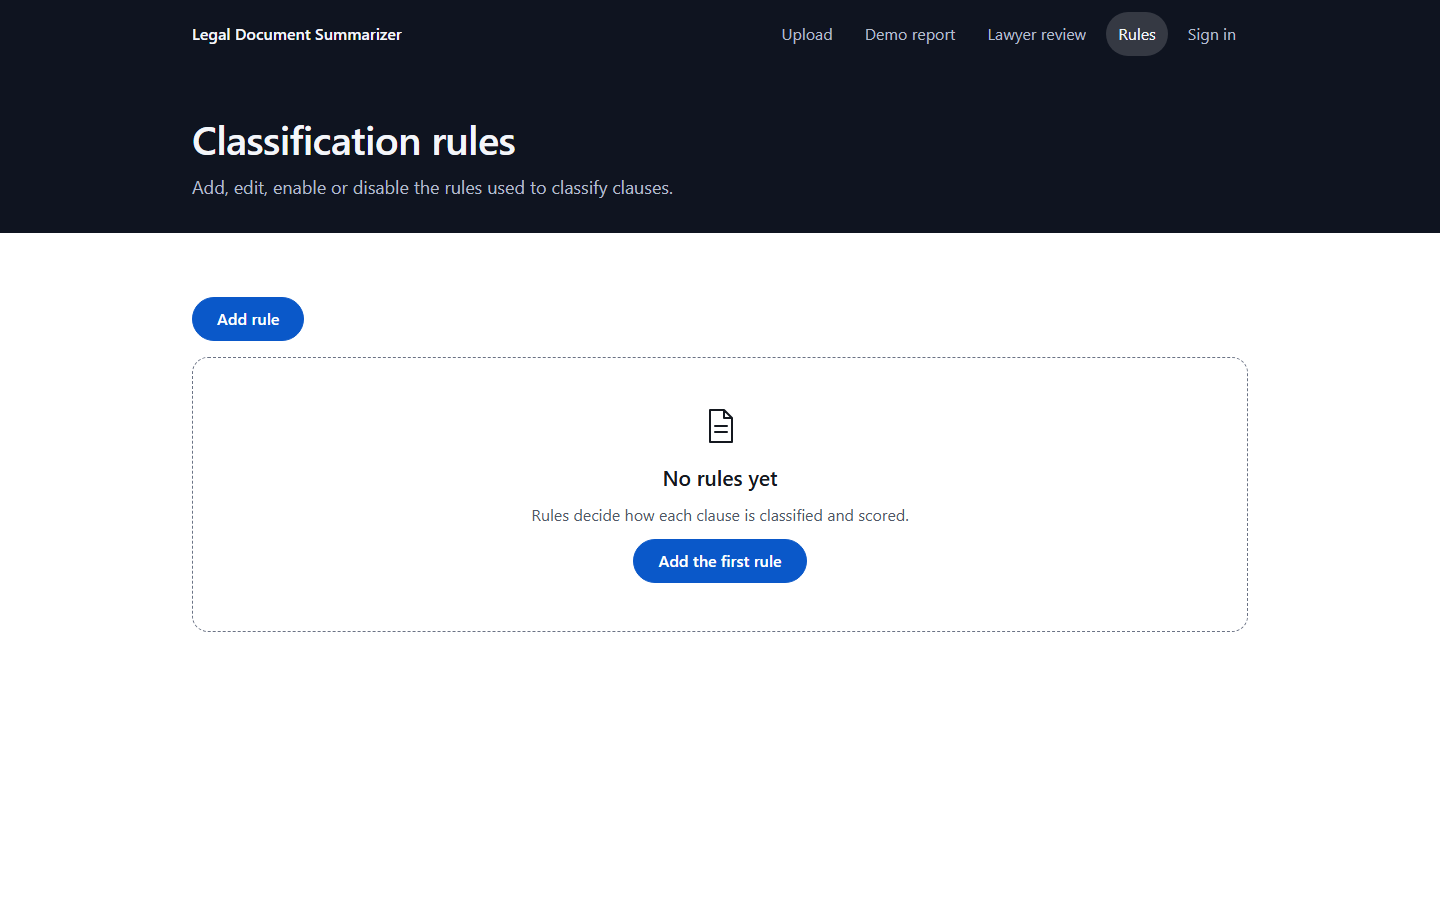 Legal Document Summarizer
Upload
Demo report
Lawyer review
Rules
Sign in
Classification rules
Add, edit, enable or disable the rules used to classify clauses.
Add rule
No rules yet
Rules decide how each clause is classified and scored.
Add the first rule